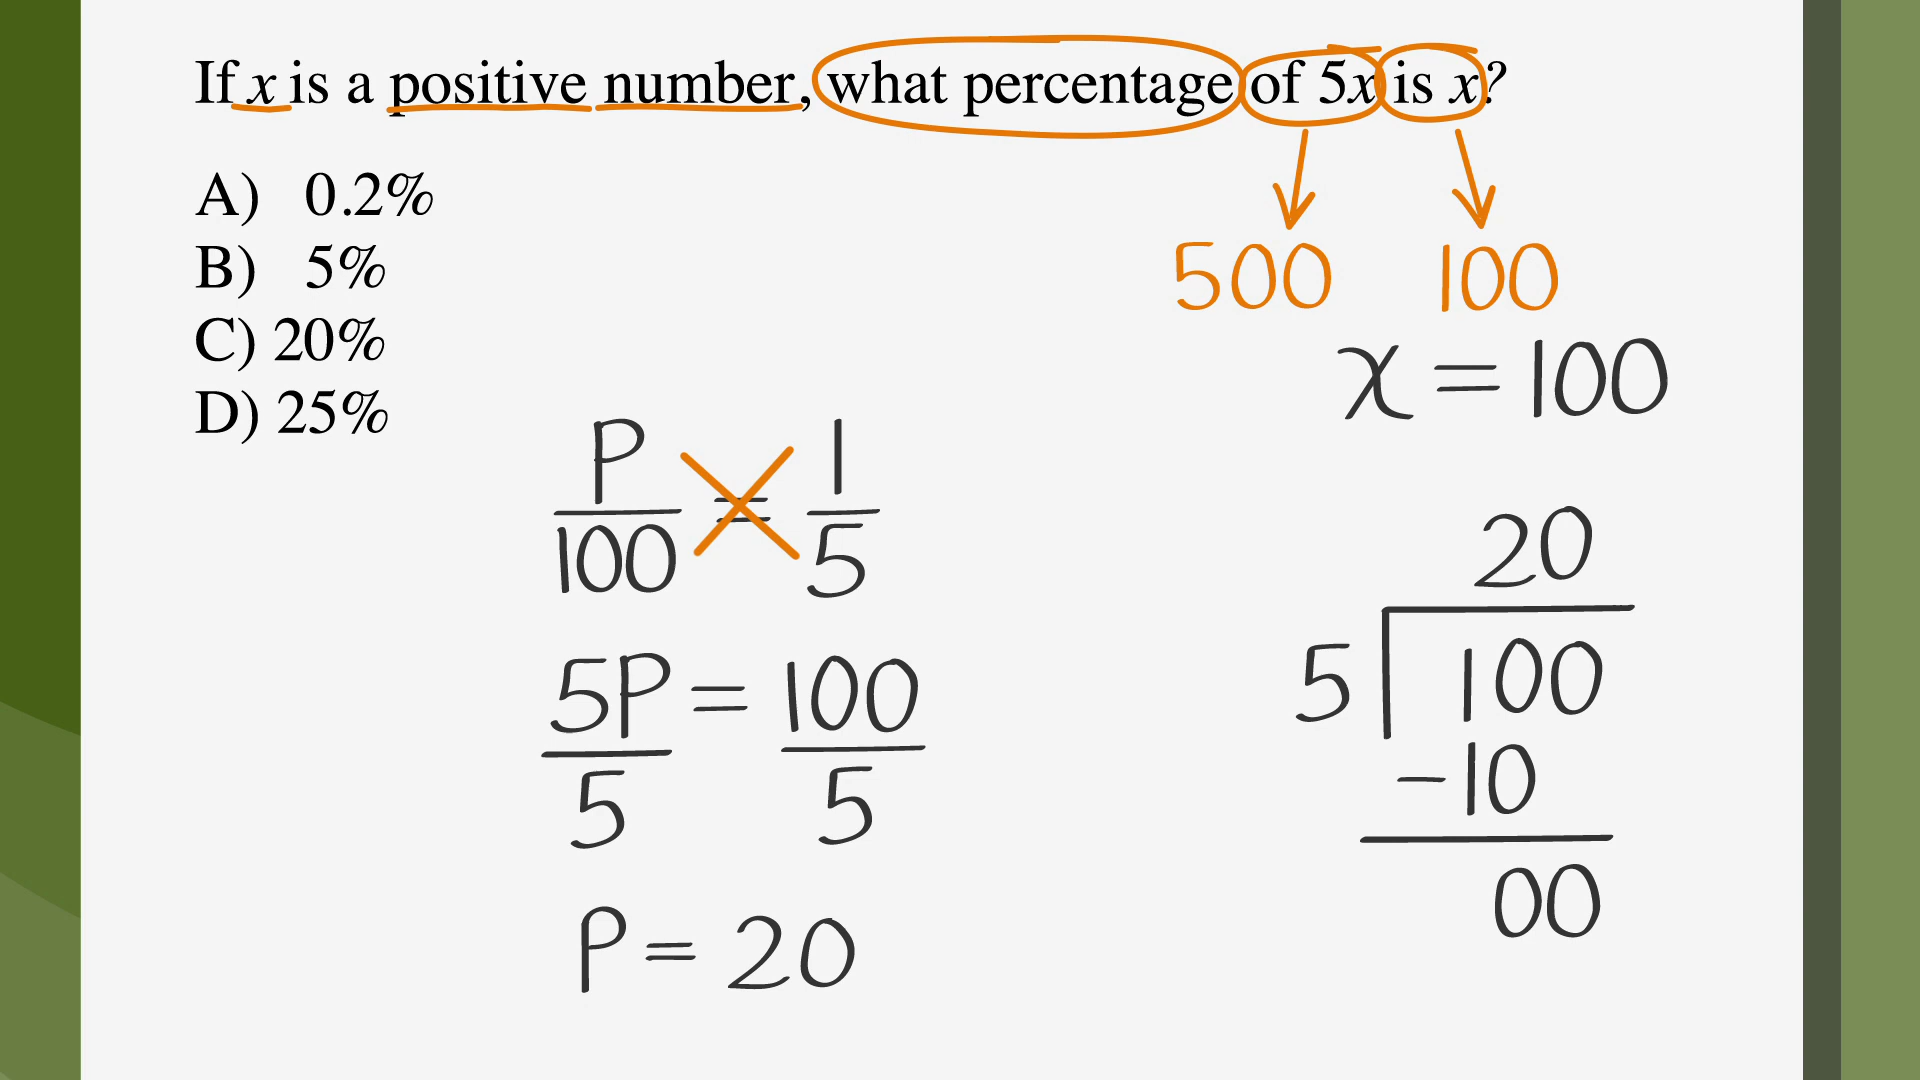 If x is a positive number, what percentage of 5x is x?
A) 0.2%
B) 5%
C) 20%
D) 25%
500 100
x = 100
P/100 = 1/5
5P/5 = 100/5
P = 20
20
5 100
-10
00